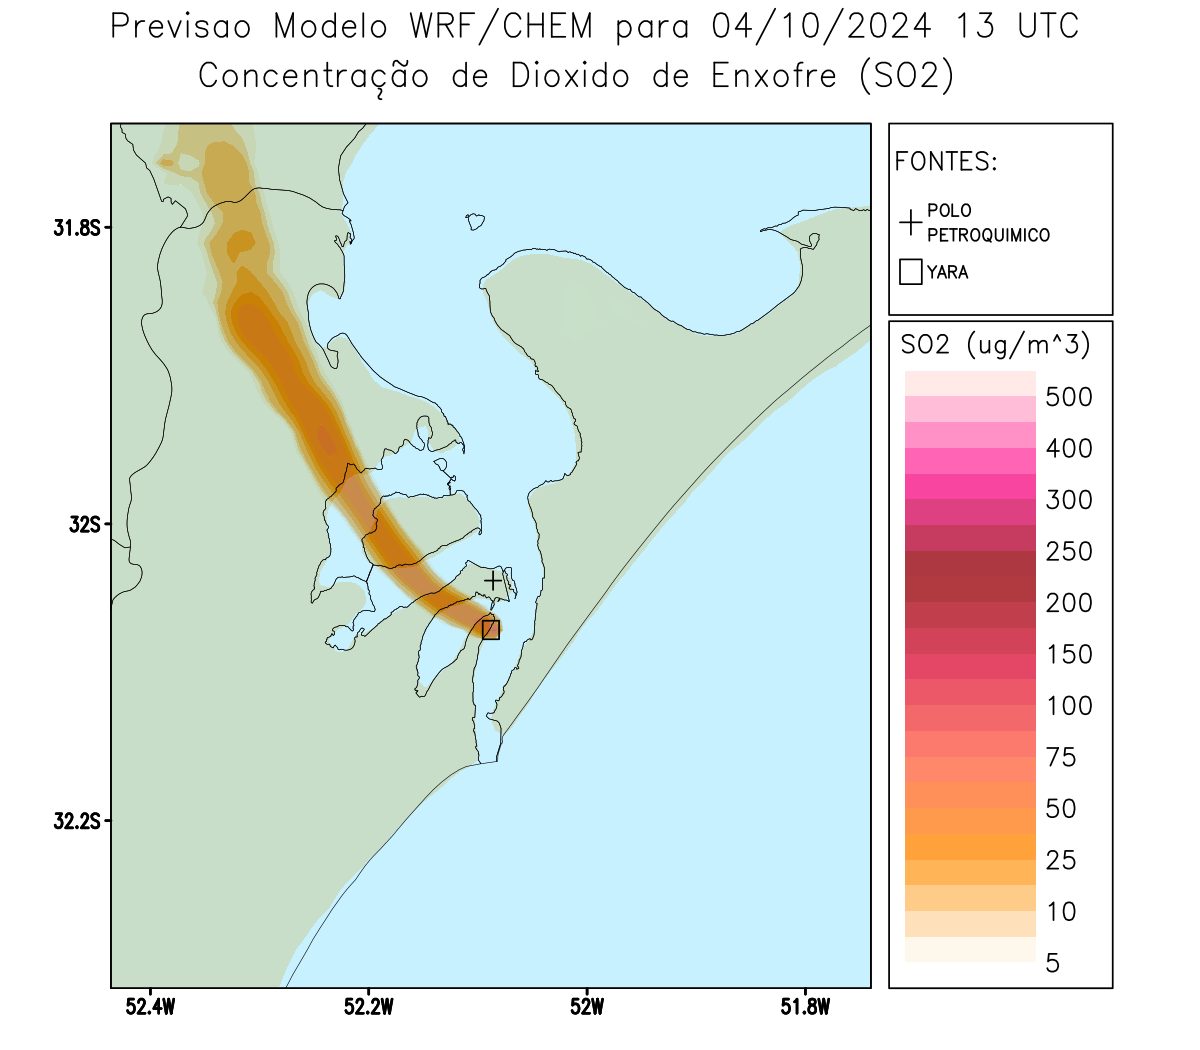 Previsao Modelo WRF/CHEM para 04/10/2024 13 UTC
Concentração de Dioxido de Enxofre (SO2)
FONTES:
POLO
PETROQUIMICO
YARA
SO2 (ug/m^3)
500
400
300
250
200
150
100
75
50
25
10
5
31.8S
32S
32.2S
52.4W
52.2W
52W
51.8W